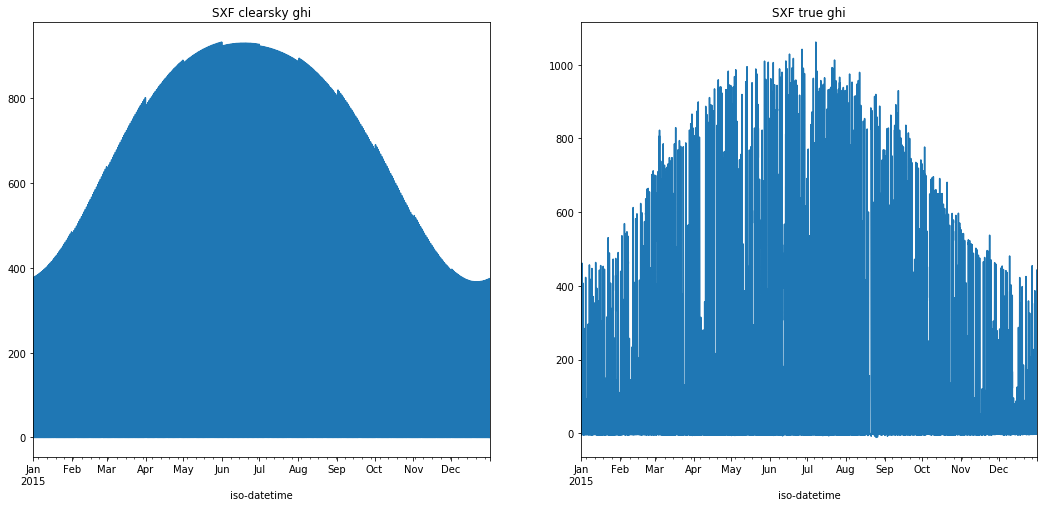 SXF clearsky ghi
800
600
400
200
0
Jan Feb Mar Apr May Jun Jul Aug Sep Oct Nov Dec
2015
iso-datetime
SXF true ghi
1000
800
600
400
200
0
Jan Feb Mar Apr May Jun Jul Aug Sep Oct Nov Dec
2015
iso-datetime